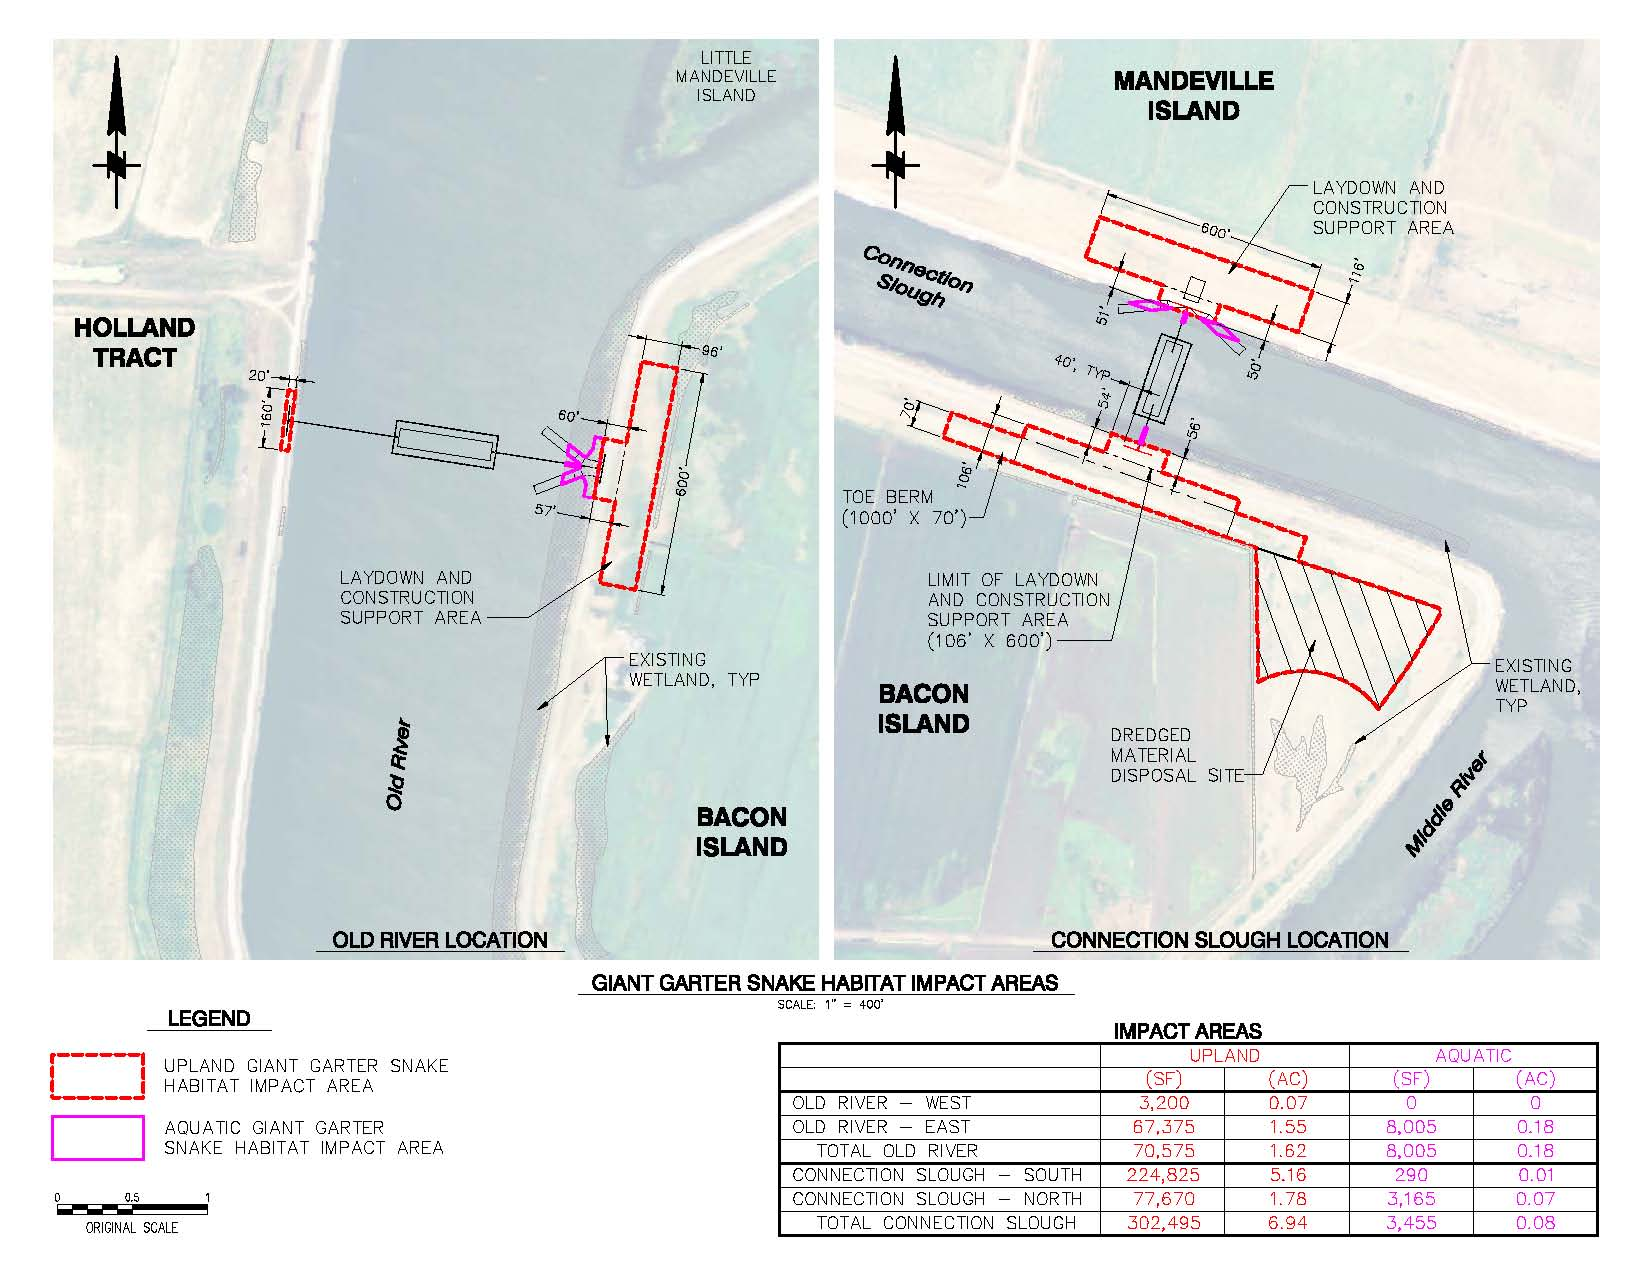 LITTLE
MANDEVILLE
ISLAND
HOLLAND
TRACT
20'
160'
96'
60'
600'
57'
LAYDOWN AND
CONSTRUCTION
SUPPORT AREA
EXISTING
WETLAND, TYP
Old River
BACON
ISLAND
OLD RIVER LOCATION
MANDEVILLE
ISLAND
LAYDOWN AND
CONSTRUCTION
SUPPORT AREA
600'
116'
Connection
Slough
51'
50'
40', TYP
54'
56'
70'
106'
TOE BERM
(1000' X 70')
LIMIT OF LAYDOWN
AND CONSTRUCTION
SUPPORT AREA
(106' X 600')
BACON
ISLAND
EXISTING
WETLAND,
TYP
DREDGED
MATERIAL
DISPOSAL SITE
Middle River
CONNECTION SLOUGH LOCATION
GIANT GARTER SNAKE HABITAT IMPACT AREAS
SCALE: 1" = 400'
LEGEND
UPLAND GIANT GARTER SNAKE
HABITAT IMPACT AREA
AQUATIC GIANT GARTER
SNAKE HABITAT IMPACT AREA
0 0.5 1
ORIGINAL SCALE
IMPACT AREAS
UPLAND AQUATIC
(SF) (AC) (SF) (AC)
OLD RIVER – WEST 3,200 0.07 0 0
OLD RIVER – EAST 67,375 1.55 8,005 0.18
TOTAL OLD RIVER 70,575 1.62 8,005 0.18
CONNECTION SLOUGH – SOUTH 224,825 5.16 290 0.01
CONNECTION SLOUGH – NORTH 77,670 1.78 3,165 0.07
TOTAL CONNECTION SLOUGH 302,495 6.94 3,455 0.08